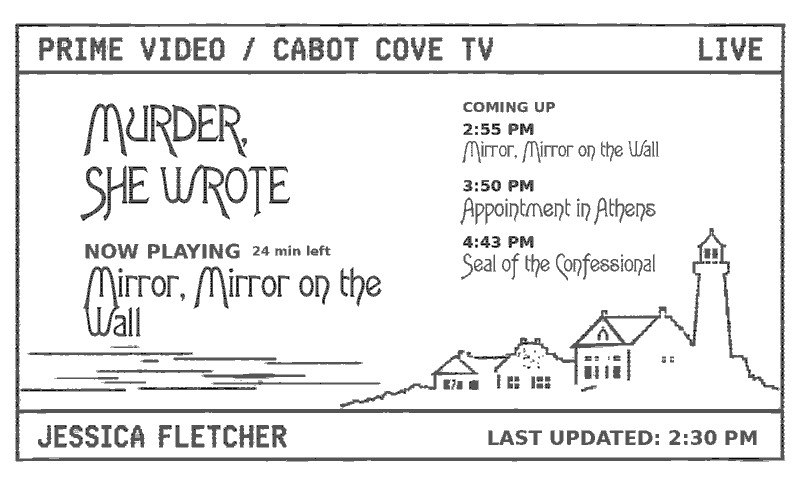 PRIME VIDEO / CABOT COVE TV
LIVE
MURDER,
SHE WROTE
NOW PLAYING 24 min left
Mirror, Mirror on the
Wall
COMING UP
2:55 PM
Mirror, Mirror on the Wall
3:50 PM
Appointment in Athens
4:43 PM
Seal of the Confessional
JESSICA FLETCHER
LAST UPDATED: 2:30 PM